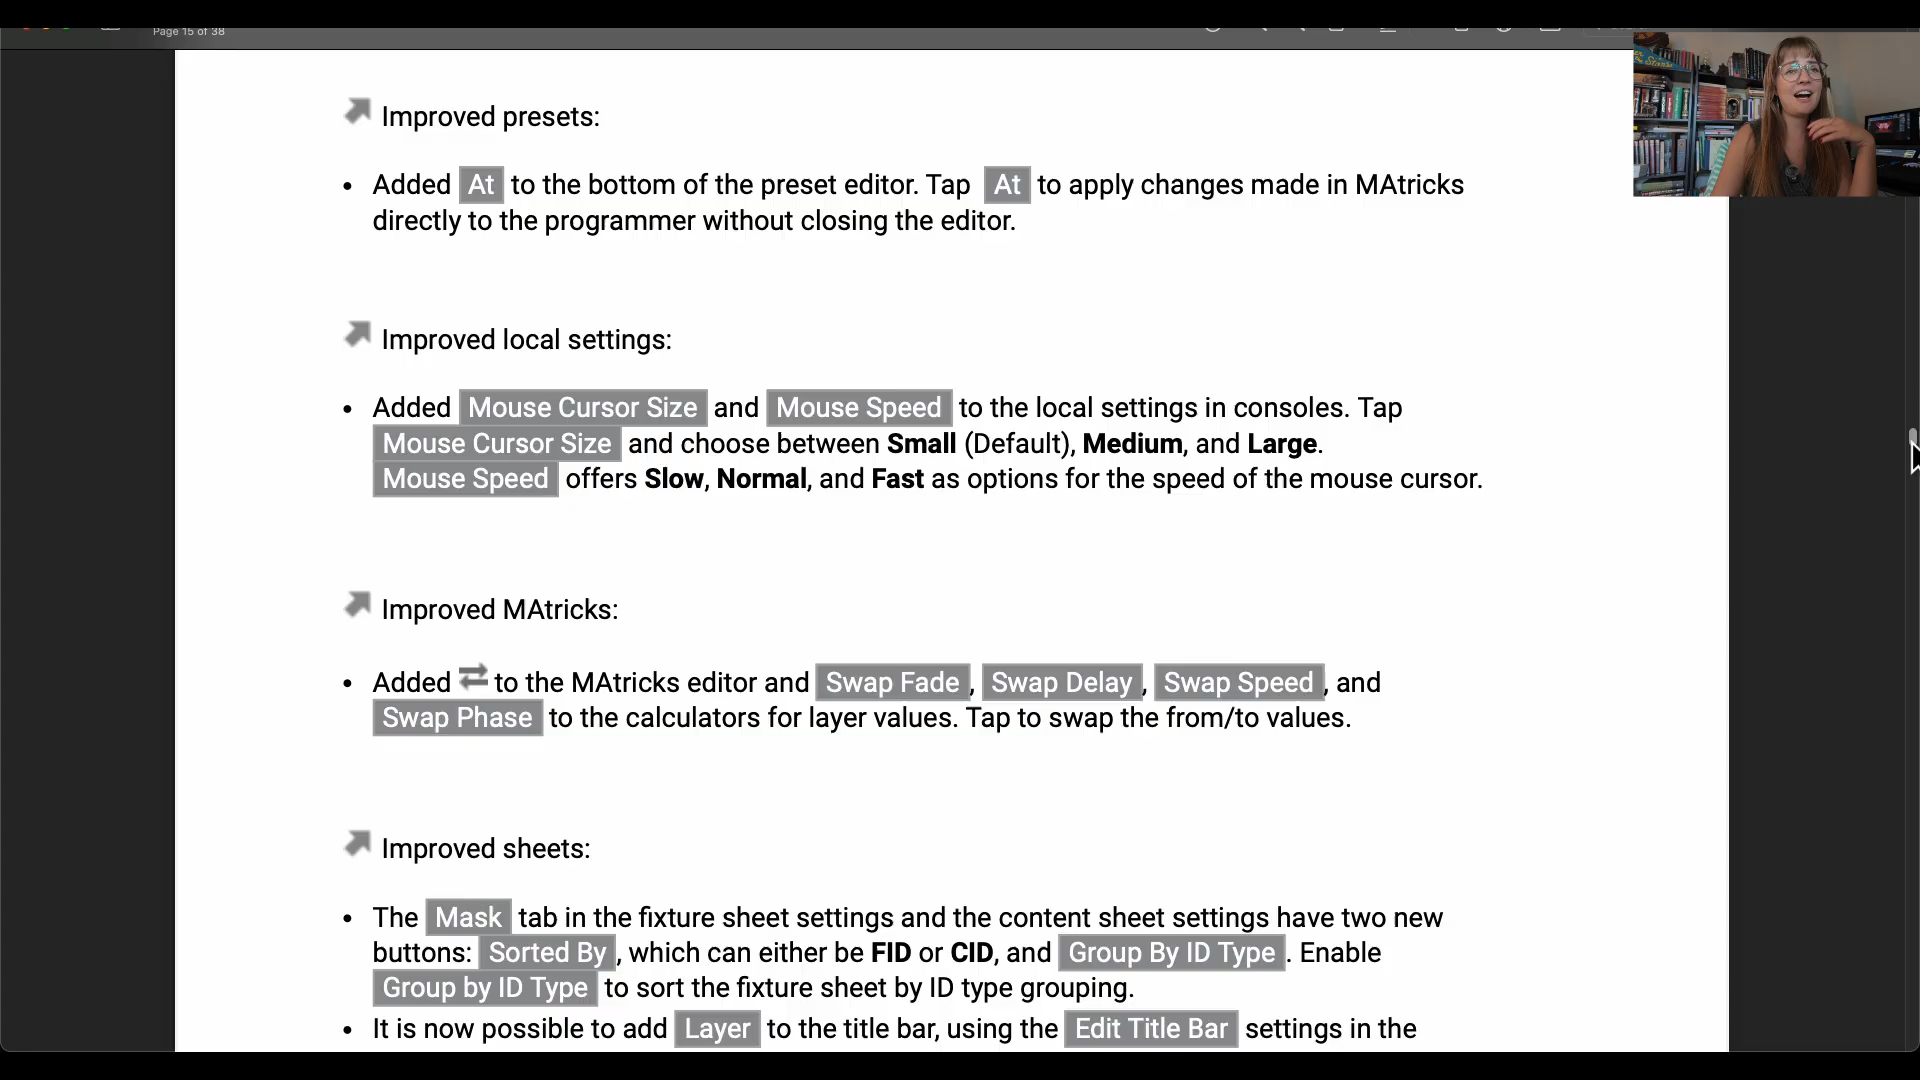 Page 15 of 38
Improved presets:
• Added At to the bottom of the preset editor. Tap At to apply changes made in MAtricks
directly to the programmer without closing the editor.
Improved local settings:
• Added Mouse Cursor Size and Mouse Speed to the local settings in consoles. Tap
Mouse Cursor Size and choose between Small (Default), Medium, and Large.
Mouse Speed offers Slow, Normal, and Fast as options for the speed of the mouse cursor.
Improved MAtricks:
• Added to the MAtricks editor and Swap Fade, Swap Delay, Swap Speed, and
Swap Phase to the calculators for layer values. Tap to swap the from/to values.
Improved sheets:
• The Mask tab in the fixture sheet settings and the content sheet settings have two new
buttons: Sorted By, which can either be FID or CID, and Group By ID Type. Enable
Group by ID Type to sort the fixture sheet by ID type grouping.
• It is now possible to add Layer to the title bar, using the Edit Title Bar settings in the